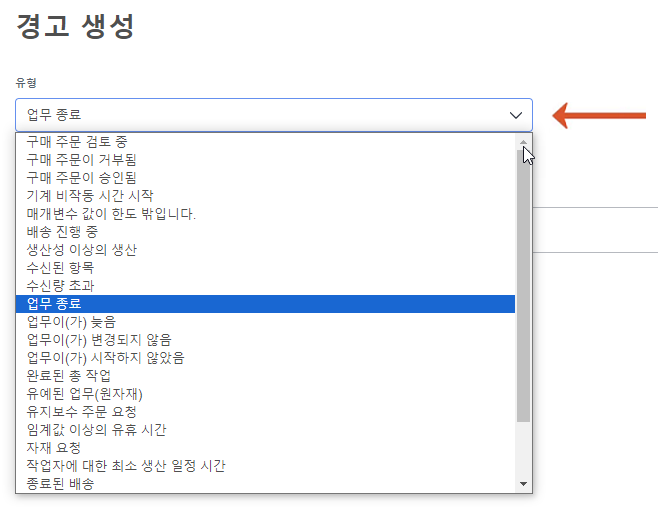 경고 생성
유형
업무 종료
구매 주문 검토 중
구매 주문이 거부됨
구매 주문이 승인됨
기계 비작동 시간 시작
매개변수 값이 한도 밖입니다.
배송 진행 중
생산성 이상의 생산
수신된 항목
수신량 초과
업무 종료
업무이(가) 늦음
업무이(가) 변경되지 않음
업무이(가) 시작하지 않았음
완료된 총 작업
유예된 업무(원자재)
유지보수 주문 요청
임계값 이상의 유휴 시간
자재 요청
작업자에 대한 최소 생산 일정 시간
종료된 배송